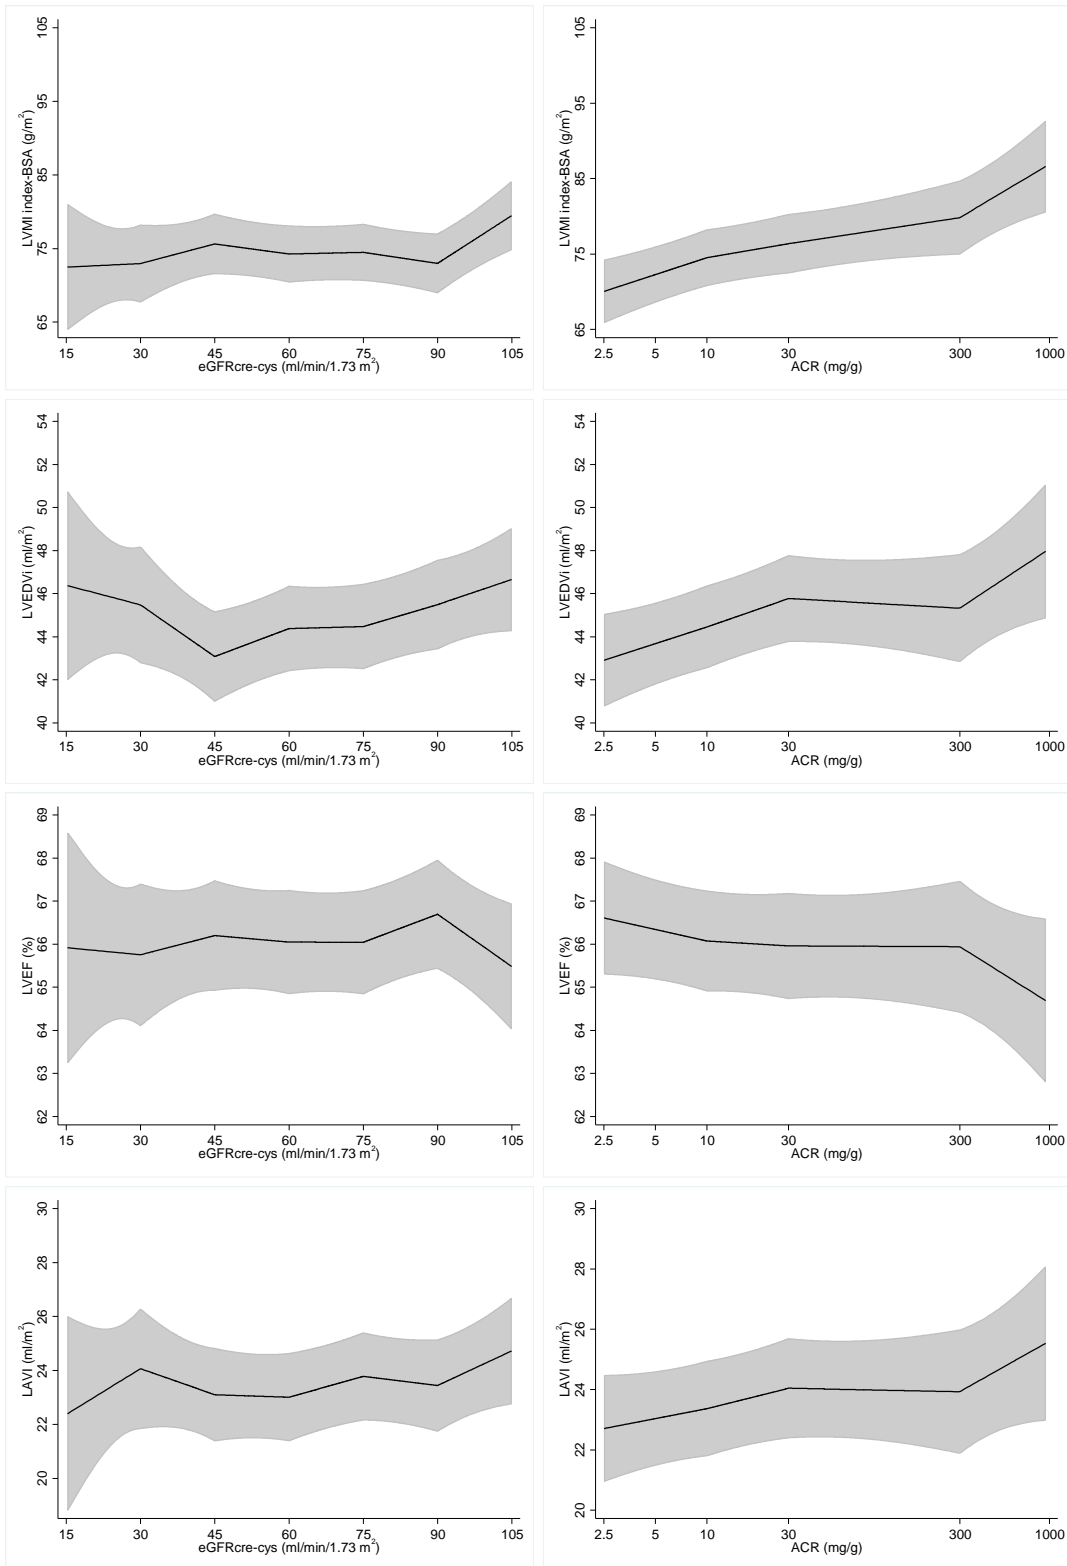 LVMI index-BSA (g/m²)
105
95
85
75
65
15 30 45 60 75 90 105
eGFRcre-cys (ml/min/1.73 m²)
LVMI index-BSA (g/m²)
105
95
85
75
65
2.5 5 10 30 300 1000
ACR (mg/g)
LVEDVi (ml/m²)
54
52
50
48
46
44
42
40
15 30 45 60 75 90 105
eGFRcre-cys (ml/min/1.73 m²)
LVEDVi (ml/m²)
54
52
50
48
46
44
42
40
2.5 5 10 30 300 1000
ACR (mg/g)
LVEF (%)
69
68
67
66
65
64
63
62
15 30 45 60 75 90 105
eGFRcre-cys (ml/min/1.73 m²)
LVEF (%)
69
68
67
66
65
64
63
62
2.5 5 10 30 300 1000
ACR (mg/g)
LAVI (ml/m²)
30
28
26
24
22
20
15 30 45 60 75 90 105
eGFRcre-cys (ml/min/1.73 m²)
LAVI (ml/m²)
30
28
26
24
22
20
2.5 5 10 30 300 1000
ACR (mg/g)